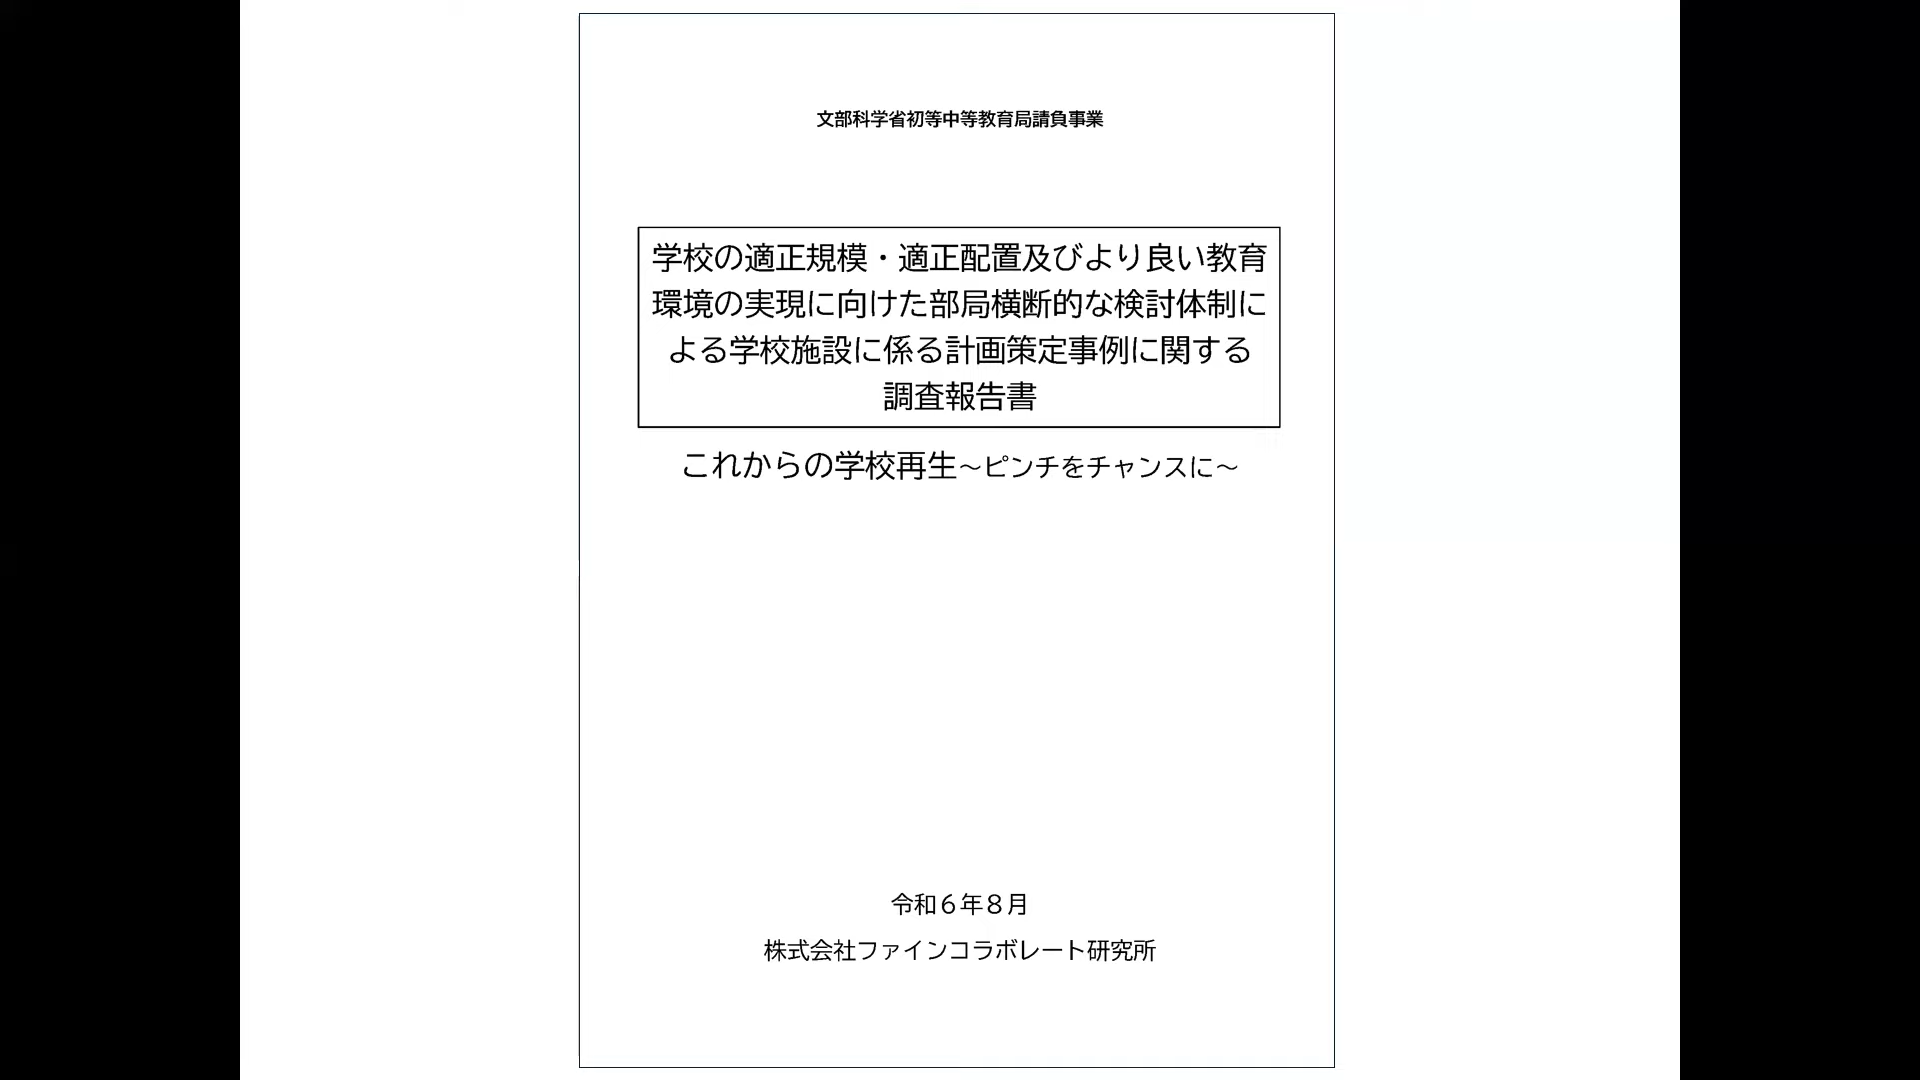 文部科学省初等中等教育局請負事業
学校の適正規模・適正配置及びより良い教育
環境の実現に向けた部局横断的な検討体制に
よる学校施設に係る計画策定事例に関する
調査報告書
これからの学校再生～ピンチをチャンスに～
令和６年８月
株式会社ファインコラボレート研究所